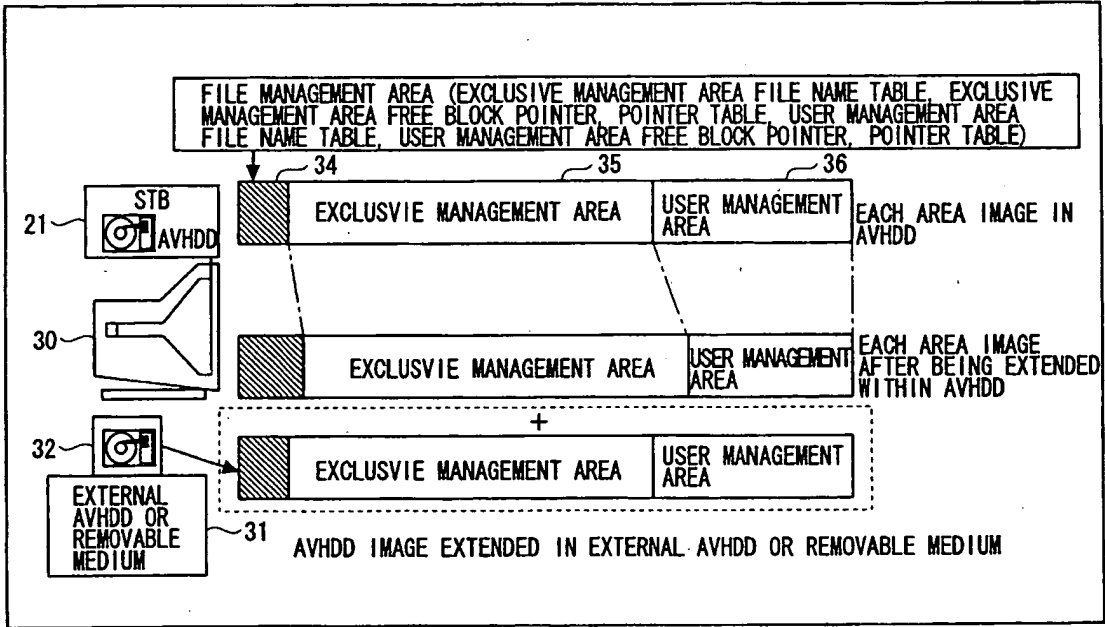 FILE MANAGEMENT AREA (EXCLUSIVE MANAGEMENT AREA FILE NAME TABLE, EXCLUSIVE
MANAGEMENT AREA FREE BLOCK POINTER, POINTER TABLE, USER MANAGEMENT AREA
FILE NAME TABLE, USER MANAGEMENT AREA FREE BLOCK POINTER, POINTER TABLE)
34
35
36
21
STB
AVHDD
EXCLUSVIE MANAGEMENT AREA
USER MANAGEMENT
AREA
EACH AREA IMAGE IN
AVHDD
30
EXCLUSVIE MANAGEMENT AREA
USER MANAGEMENT
AREA
EACH AREA IMAGE
AFTER BEING EXTENDED
WITHIN AVHDD
+
32
EXCLUSVIE MANAGEMENT AREA
USER MANAGEMENT
AREA
EXTERNAL
AVHDD OR
REMOVABLE
MEDIUM
31
AVHDD IMAGE EXTENDED IN EXTERNAL AVHDD OR REMOVABLE MEDIUM